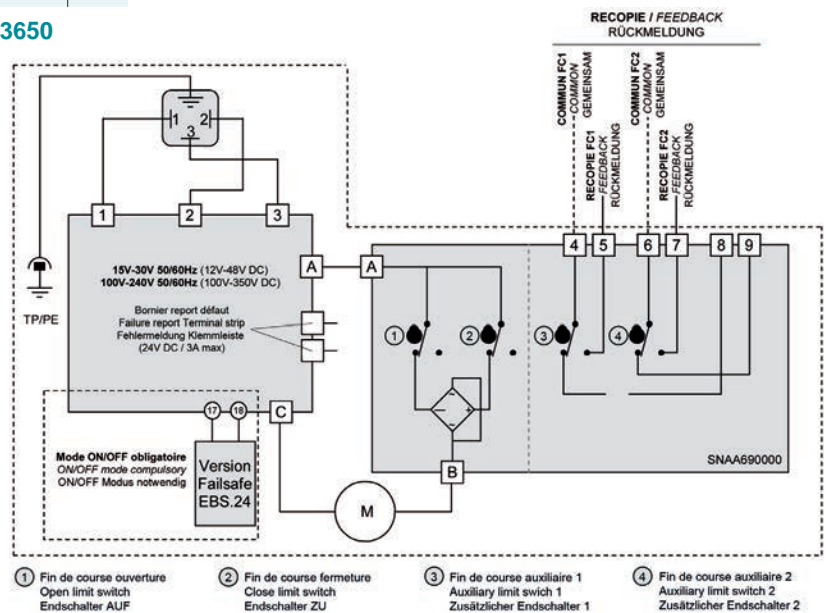 3650
RECOPIE / FEEDBACK
RÜCKMELDUNG
COMMUN FC1
COMMON
GEMEINSAM
RECOPIE FC1
FEEDBACK
RÜCKMELDUNG
COMMUN FC2
COMMON
GEMEINSAM
RECOPIE FC2
FEEDBACK
RÜCKMELDUNG
1 2
3
1 2 3
4 5 6 7 8 9
15V-30V 50/60Hz (12V-48V DC)
100V-240V 50/60Hz (100V-350V DC)
A A
Bornier report défaut
Failure report Terminal strip
Fehlermeldung Klemmleiste
(24V DC / 3A max)
TP/PE
1 2 3 4
- + ~ ~
17 18 C
Mode ON/OFF obligatoire
ON/OFF mode compulsory
ON/OFF Modus notwendig
Version
Failsafe
EBS.24
M
B
SNAA690000
1 Fin de course ouverture
Open limit switch
Endschalter AUF
2 Fin de course fermeture
Close limit switch
Endschalter ZU
3 Fin de course auxiliaire 1
Auxiliary limit swich 1
Zusätzlicher Endschalter 1
4 Fin de course auxiliaire 2
Auxiliary limit switch 2
Zusätzlicher Endschalter 2